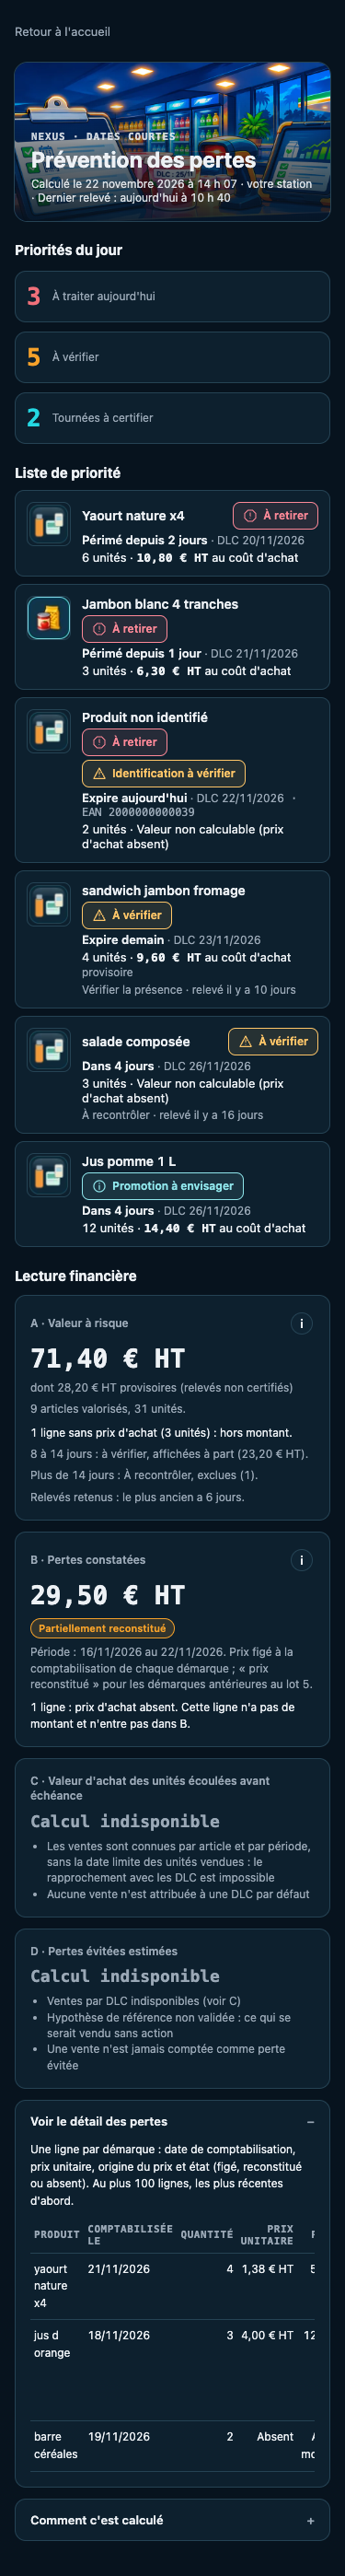 Retour à l'accueil
NEXUS · DATES COURTES
Prévention des pertes
Calculé le 22 novembre 2026 à 14 h 07 · votre station
· Dernier relevé : aujourd'hui à 10 h 40
Priorités du jour
3 À traiter aujourd'hui
5 À vérifier
2 Tournées à certifier
Liste de priorité
Yaourt nature x4
À retirer
Périmé depuis 2 jours · DLC 20/11/2026
6 unités · 10,80 € HT au coût d'achat
Jambon blanc 4 tranches
À retirer
Périmé depuis 1 jour · DLC 21/11/2026
3 unités · 6,30 € HT au coût d'achat
Produit non identifié
À retirer
Identification à vérifier
Expire aujourd'hui · DLC 22/11/2026 ·
EAN 2000000000039
2 unités · Valeur non calculable (prix
d'achat absent)
sandwich jambon fromage
À vérifier
Expire demain · DLC 23/11/2026
4 unités · 9,60 € HT au coût d'achat
provisoire
Vérifier la présence · relevé il y a 10 jours
salade composée
À vérifier
Dans 4 jours · DLC 26/11/2026
3 unités · Valeur non calculable (prix
d'achat absent)
À recontrôler · relevé il y a 16 jours
Jus pomme 1 L
Promotion à envisager
Dans 4 jours · DLC 26/11/2026
12 unités · 14,40 € HT au coût d'achat
Lecture financière
A · Valeur à risque
i
71,40 € HT
dont 28,20 € HT provisoires (relevés non certifiés)
9 articles valorisés, 31 unités.
1 ligne sans prix d'achat (3 unités) : hors montant.
8 à 14 jours : à vérifier, affichées à part (23,20 € HT).
Plus de 14 jours : À recontrôler, exclues (1).
Relevés retenus : le plus ancien a 6 jours.
B · Pertes constatées
i
29,50 € HT
Partiellement reconstitué
Période : 16/11/2026 au 22/11/2026. Prix figé à la
comptabilisation de chaque démarque ; « prix
reconstitué » pour les démarques antérieures au lot 5.
1 ligne : prix d'achat absent. Cette ligne n'a pas de
montant et n'entre pas dans B.
C · Valeur d'achat des unités écoulées avant
échéance
Calcul indisponible
• Les ventes sont connues par article et par période,
sans la date limite des unités vendues : le
rapprochement avec les DLC est impossible
• Aucune vente n'est attribuée à une DLC par défaut
D · Pertes évitées estimées
Calcul indisponible
• Ventes par DLC indisponibles (voir C)
• Hypothèse de référence non validée : ce qui se
serait vendu sans action
• Une vente n'est jamais comptée comme perte
évitée
Voir le détail des pertes −
Une ligne par démarque : date de comptabilisation,
prix unitaire, origine du prix et état (figé, reconstitué
ou absent). Au plus 100 lignes, les plus récentes
d'abord.
PRODUIT COMPTABILISÉE LE QUANTITÉ PRIX UNITAIRE
yaourt nature x4 21/11/2026 4 1,38 € HT
jus d orange 18/11/2026 3 4,00 € HT
barre céréales 19/11/2026 2 Absent
Comment c'est calculé +